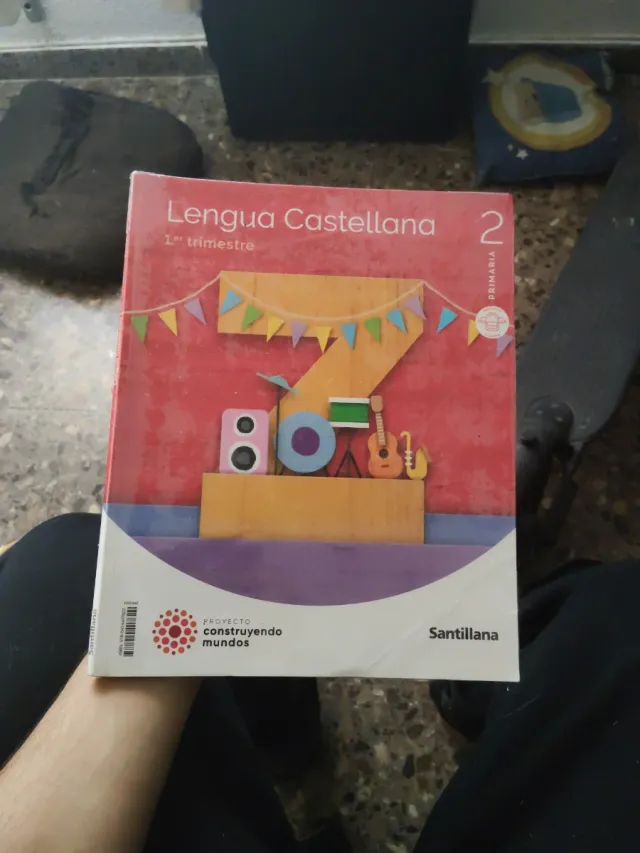 Lengua Castellana
1.er trimestre
2
PRIMARIA
Z
PROYECTO
construyendo
mundos
Santillana